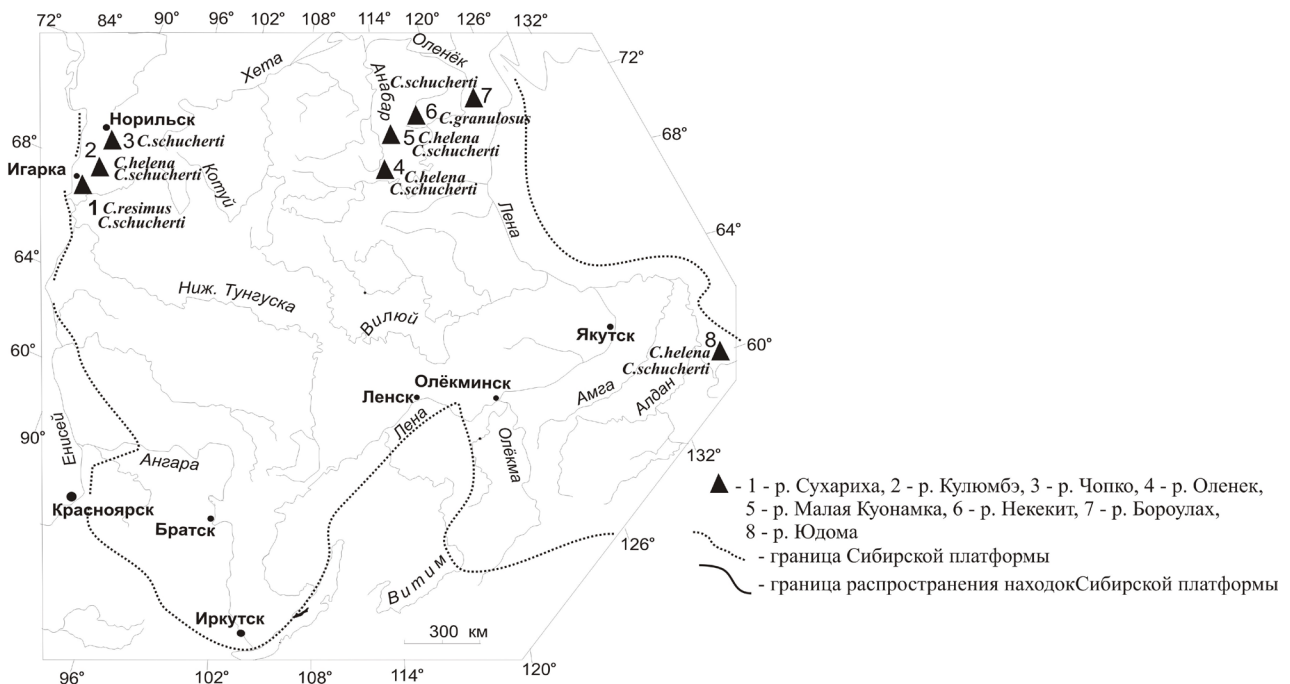 72° 84° 90° 96° 102° 108° 114° 120° 126° 132°
Оленёк
Хета
72°
Анабар
C.schucherti
7
6 C.granulosus
Норильск
3 C.schucherti
68°
68°
5 C.helena
C.schucherti
2
C.helena
C.schucherti
Игарка
Котуй
4 C.helena
C.schucherti
1 C.resimus
C.schucherti
Лена
64°
64°
Ниж. Тунгуска
Вилюй
Якутск
8
C.helena
C.schucherti
60°
60°
Ленск
Олёкминск
Амга
Алдан
Лена
90°
Енисей
Ангара
Олёкма
132°
Красноярск
Братск
126°
Витим
Иркутск
300 км
96° 102° 108° 114° 120°
- 1 - р. Сухариха, 2 - р. Кулюмбэ, 3 - р. Чопко, 4 - р. Оленек,
5 - р. Малая Куонамка, 6 - р. Некекит, 7 - р. Бороулах,
8 - р. Юдома
- граница Сибирской платформы
- граница распространения находокСибирской платформы